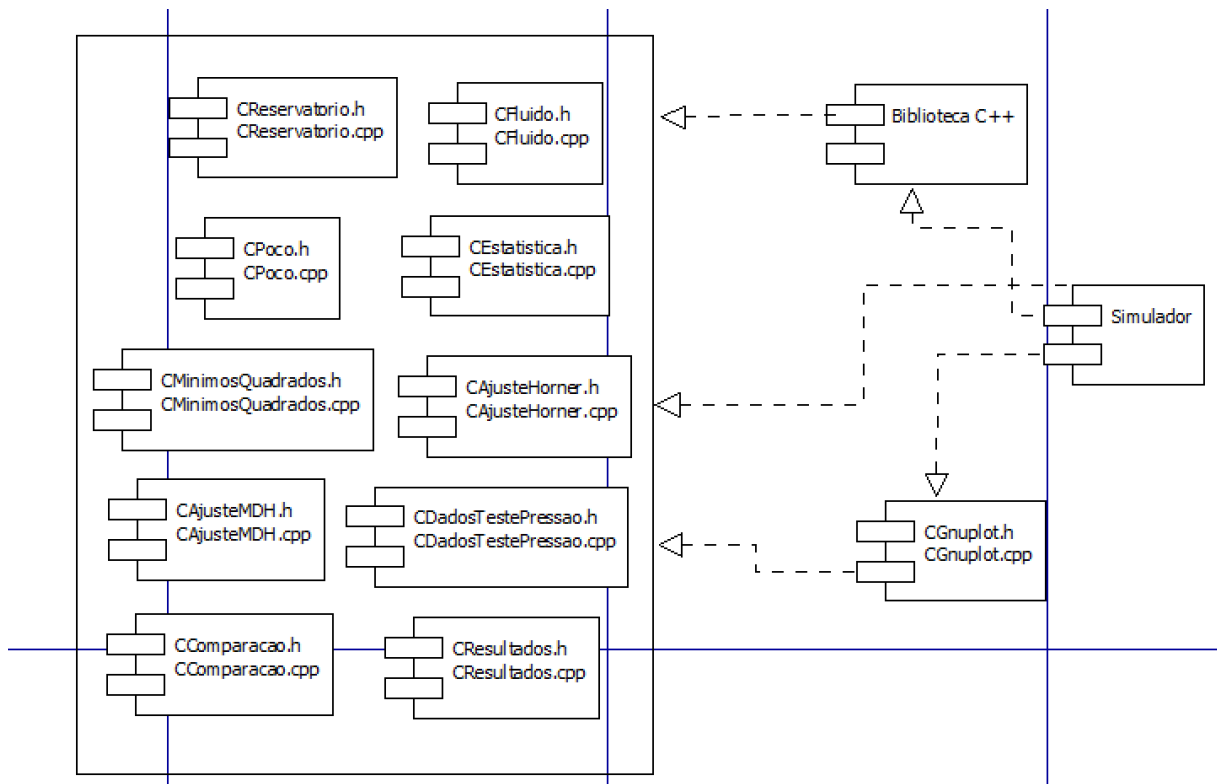 CReservatorio.h
CReservatorio.cpp
CFluido.h
CFluido.cpp
Biblioteca C++
CPoco.h
CPoco.cpp
CEstatistica.h
CEstatistica.cpp
Simulador
CMinimosQuadrados.h
CMinimosQuadrados.cpp
CAjusteHorner.h
CAjusteHorner.cpp
CAjusteMDH.h
CAjusteMDH.cpp
CDadosTestePressao.h
CDadosTestePressao.cpp
CGnuplot.h
CGnuplot.cpp
CComparacao.h
CComparacao.cpp
CResultados.h
CResultados.cpp